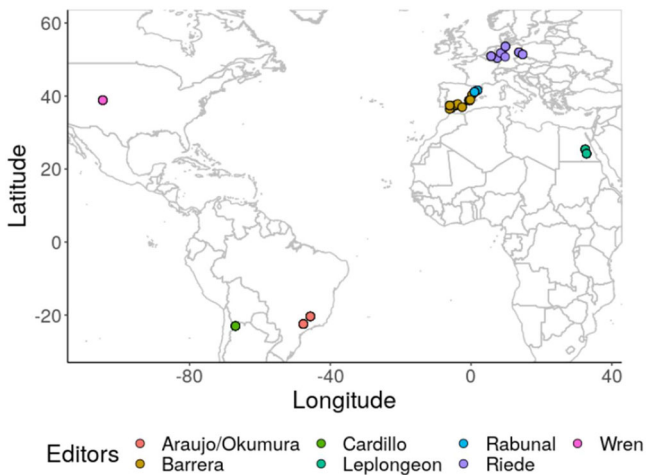 60
40
20
0
-20
Latitude
-80 -40 0 40
Longitude
Editors Araujo/Okumura Cardillo Rabunal Wren
Barrera Leplongeon Riede